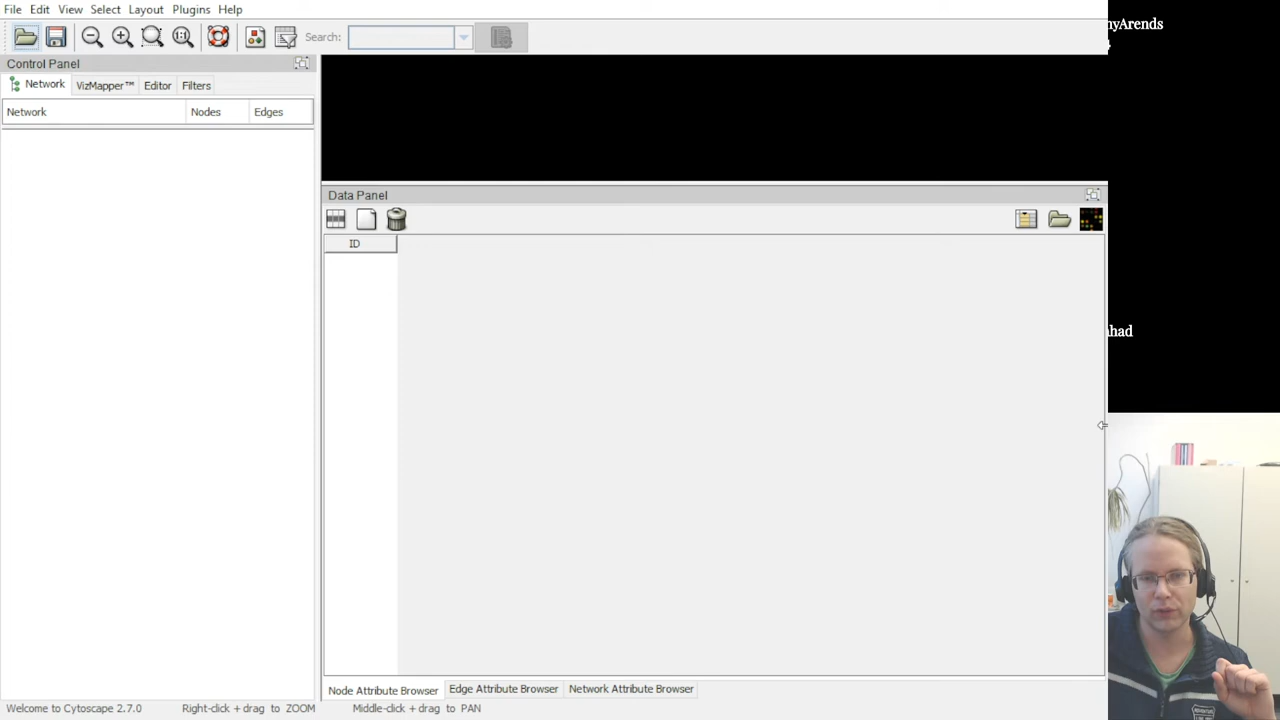 File Edit View Select Layout Plugins Help
Search:
Control Panel
Network VizMapper™ Editor Filters
Network Nodes Edges
Data Panel
ID
Node Attribute Browser Edge Attribute Browser Network Attribute Browser
Welcome to Cytoscape 2.7.0 Right-click + drag to ZOOM Middle-click + drag to PAN
nyArends
ahad